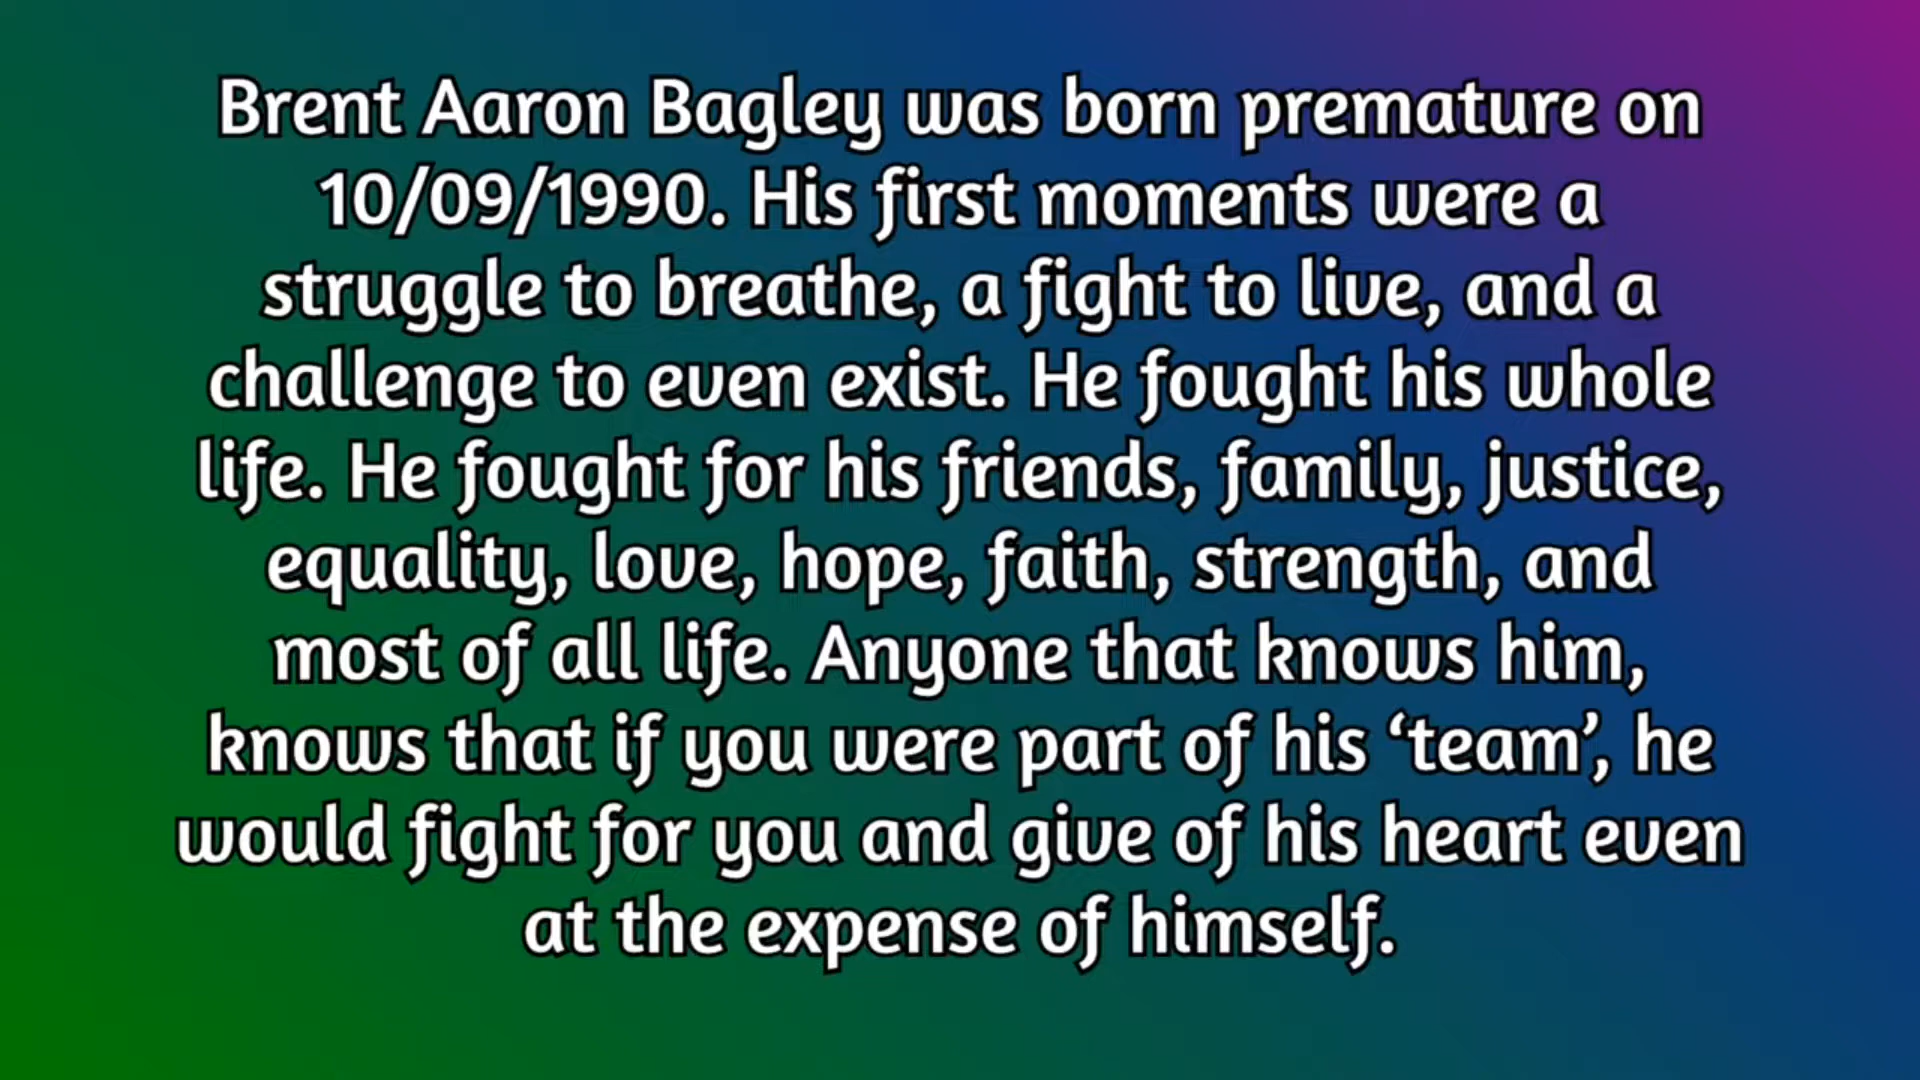 Brent Aaron Bagley was born premature on
10/09/1990. His first moments were a
struggle to breathe, a fight to live, and a
challenge to even exist. He fought his whole
life. He fought for his friends, family, justice,
equality, love, hope, faith, strength, and
most of all life. Anyone that knows him,
knows that if you were part of his ‘team’, he
would fight for you and give of his heart even
at the expense of himself.